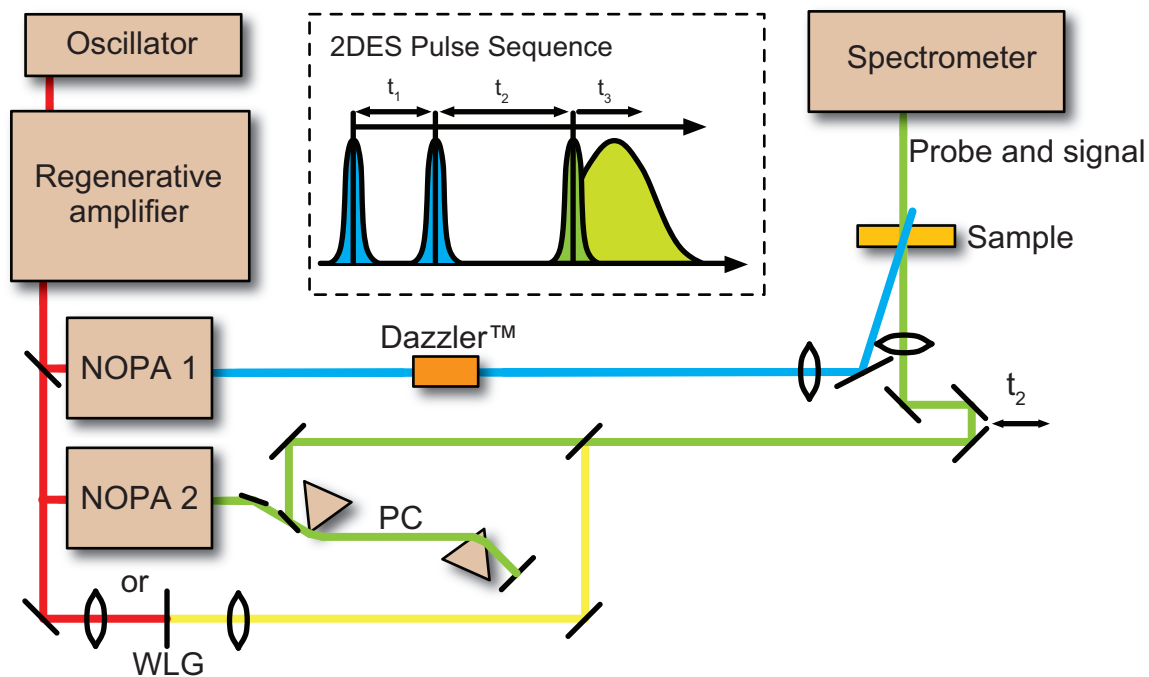 Oscillator
2DES Pulse Sequence
t1
t2
t3
Spectrometer
Regenerative
amplifier
Probe and signal
Sample
Dazzler™
NOPA 1
t2
NOPA 2
PC
or
WLG